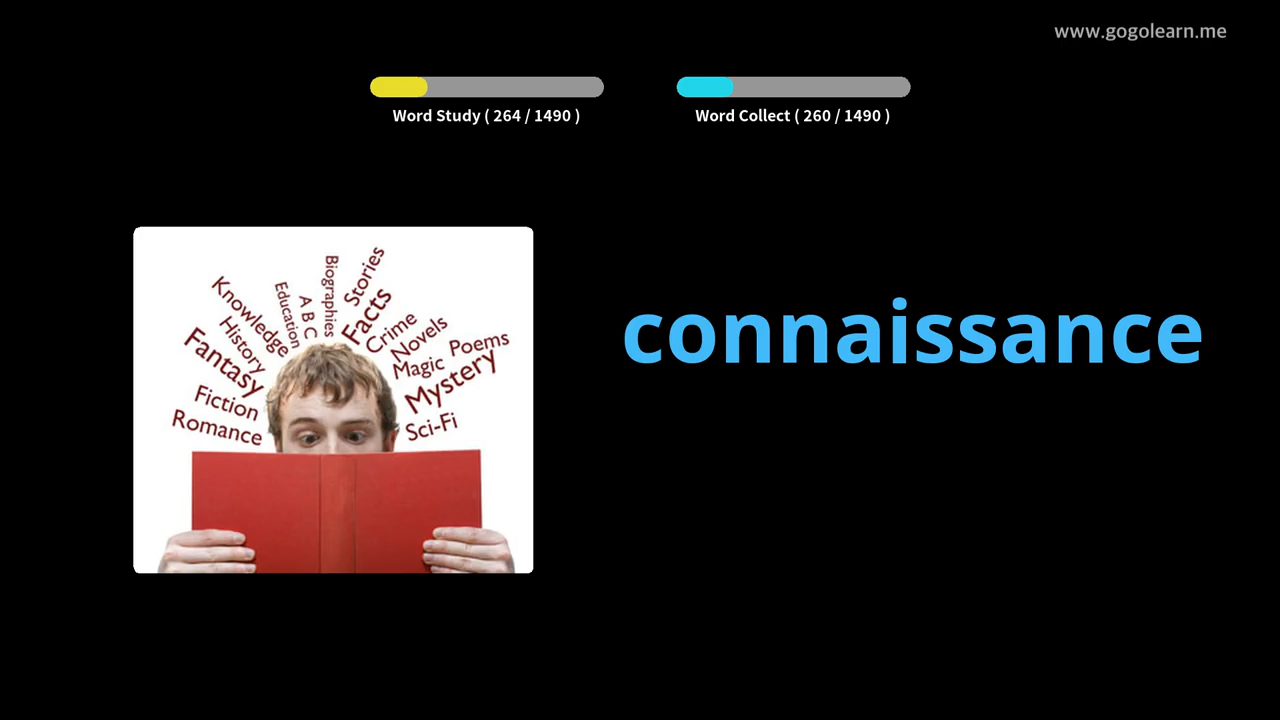 www.gogolearn.me
Word Study ( 264 / 1490 )
Word Collect ( 260 / 1490 )
connaissance
Romance
Fiction
Fantasy
History
Knowledge
Education
A B C
Biographies
Stories
Facts
Crime
Novels
Magic
Poems
Mystery
Sci-Fi